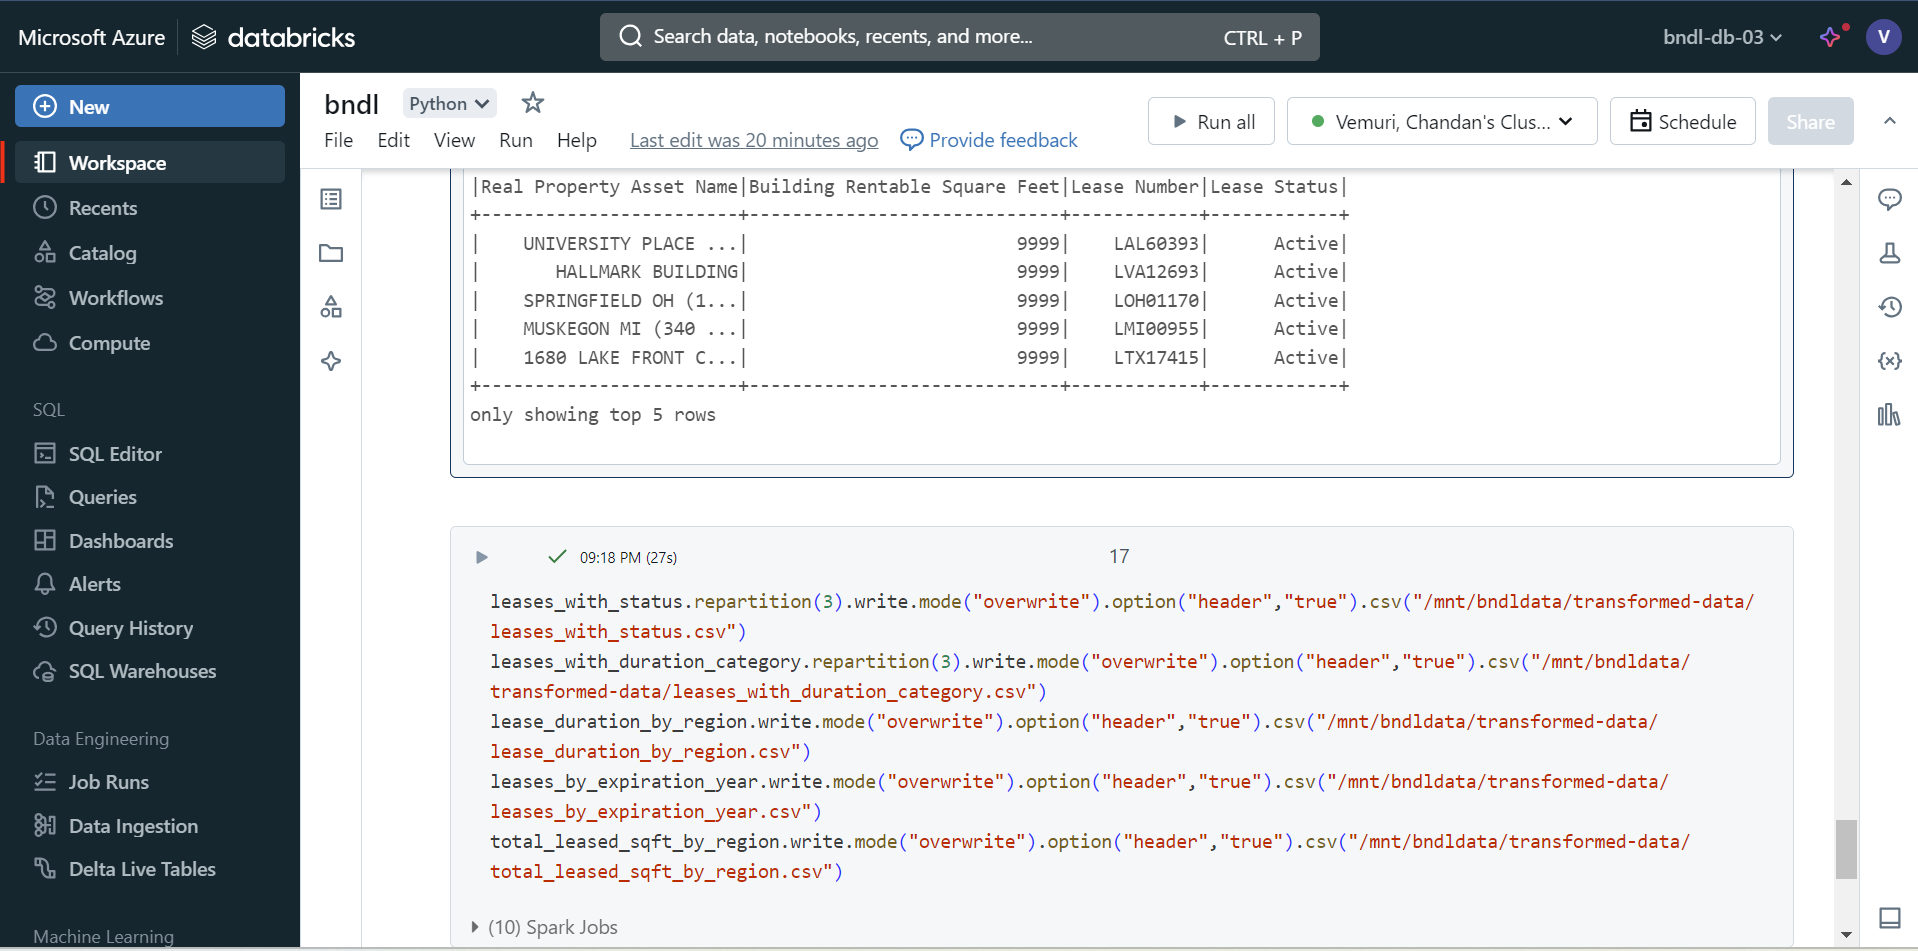 Microsoft Azure databricks
Search data, notebooks, recents, and more... CTRL + P
bndl-db-03
V
New
Workspace
Recents
Catalog
Workflows
Compute
SQL
SQL Editor
Queries
Dashboards
Alerts
Query History
SQL Warehouses
Data Engineering
Job Runs
Data Ingestion
Delta Live Tables
Machine Learning
bndl Python
File Edit View Run Help Last edit was 20 minutes ago Provide feedback
Run all Vemuri, Chandan's Clus... Schedule Share
|Real Property Asset Name|Building Rentable Square Feet|Lease Number|Lease Status|
+------------------------+-----------------------------+------------+------------+
|    UNIVERSITY PLACE ...|                         9999|    LAL60393|      Active|
|       HALLMARK BUILDING|                         9999|    LVA12693|      Active|
|    SPRINGFIELD OH (1...|                         9999|    LOH01170|      Active|
|    MUSKEGON MI (340 ...|                         9999|    LMI00955|      Active|
|    1680 LAKE FRONT C...|                         9999|    LTX17415|      Active|
+------------------------+-----------------------------+------------+------------+
only showing top 5 rows
09:18 PM (27s) 17
leases_with_status.repartition(3).write.mode("overwrite").option("header","true").csv("/mnt/bndldata/transformed-data/
leases_with_status.csv")
leases_with_duration_category.repartition(3).write.mode("overwrite").option("header","true").csv("/mnt/bndldata/
transformed-data/leases_with_duration_category.csv")
lease_duration_by_region.write.mode("overwrite").option("header","true").csv("/mnt/bndldata/transformed-data/
lease_duration_by_region.csv")
leases_by_expiration_year.write.mode("overwrite").option("header","true").csv("/mnt/bndldata/transformed-data/
leases_by_expiration_year.csv")
total_leased_sqft_by_region.write.mode("overwrite").option("header","true").csv("/mnt/bndldata/transformed-data/
total_leased_sqft_by_region.csv")
(10) Spark Jobs